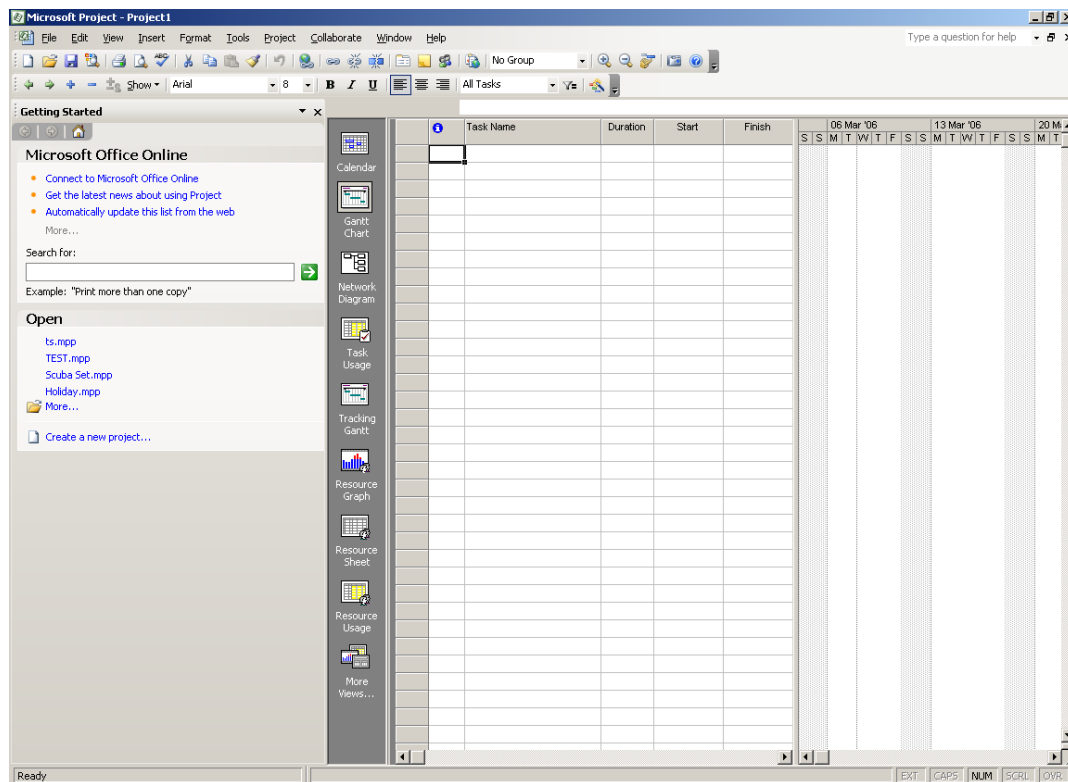 Microsoft Project - Project1
File Edit View Insert Format Tools Project Collaborate Window Help Type a question for help
No Group
Show Arial 8 B I U All Tasks Y=
Getting Started
Microsoft Office Online
Connect to Microsoft Office Online
Get the latest news about using Project
Automatically update this list from the web
More...
Search for:
Example: "Print more than one copy"
Open
ts.mpp
TEST.mpp
Scuba Set.mpp
Holiday.mpp
More...
Create a new project...
Calendar
Gantt
Chart
Network
Diagram
Task
Usage
Tracking
Gantt
Resource
Graph
Resource
Sheet
Resource
Usage
More
Views...
Task Name Duration Start Finish
06 Mar '06 13 Mar '06 20
S S M T W T F S S M T W T F S S M T
Ready EXT CAPS NUM SCRL OVR